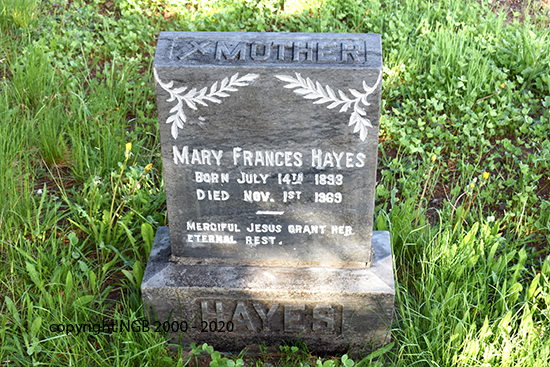 X MOTHER
MARY FRANCES HAYES
BORN JULY 14TH 1893
DIED NOV. 1ST 1969
MERCIFUL JESUS GRANT HER
ETERNAL REST.
HAYES
copyright NGB 2000 - 2020